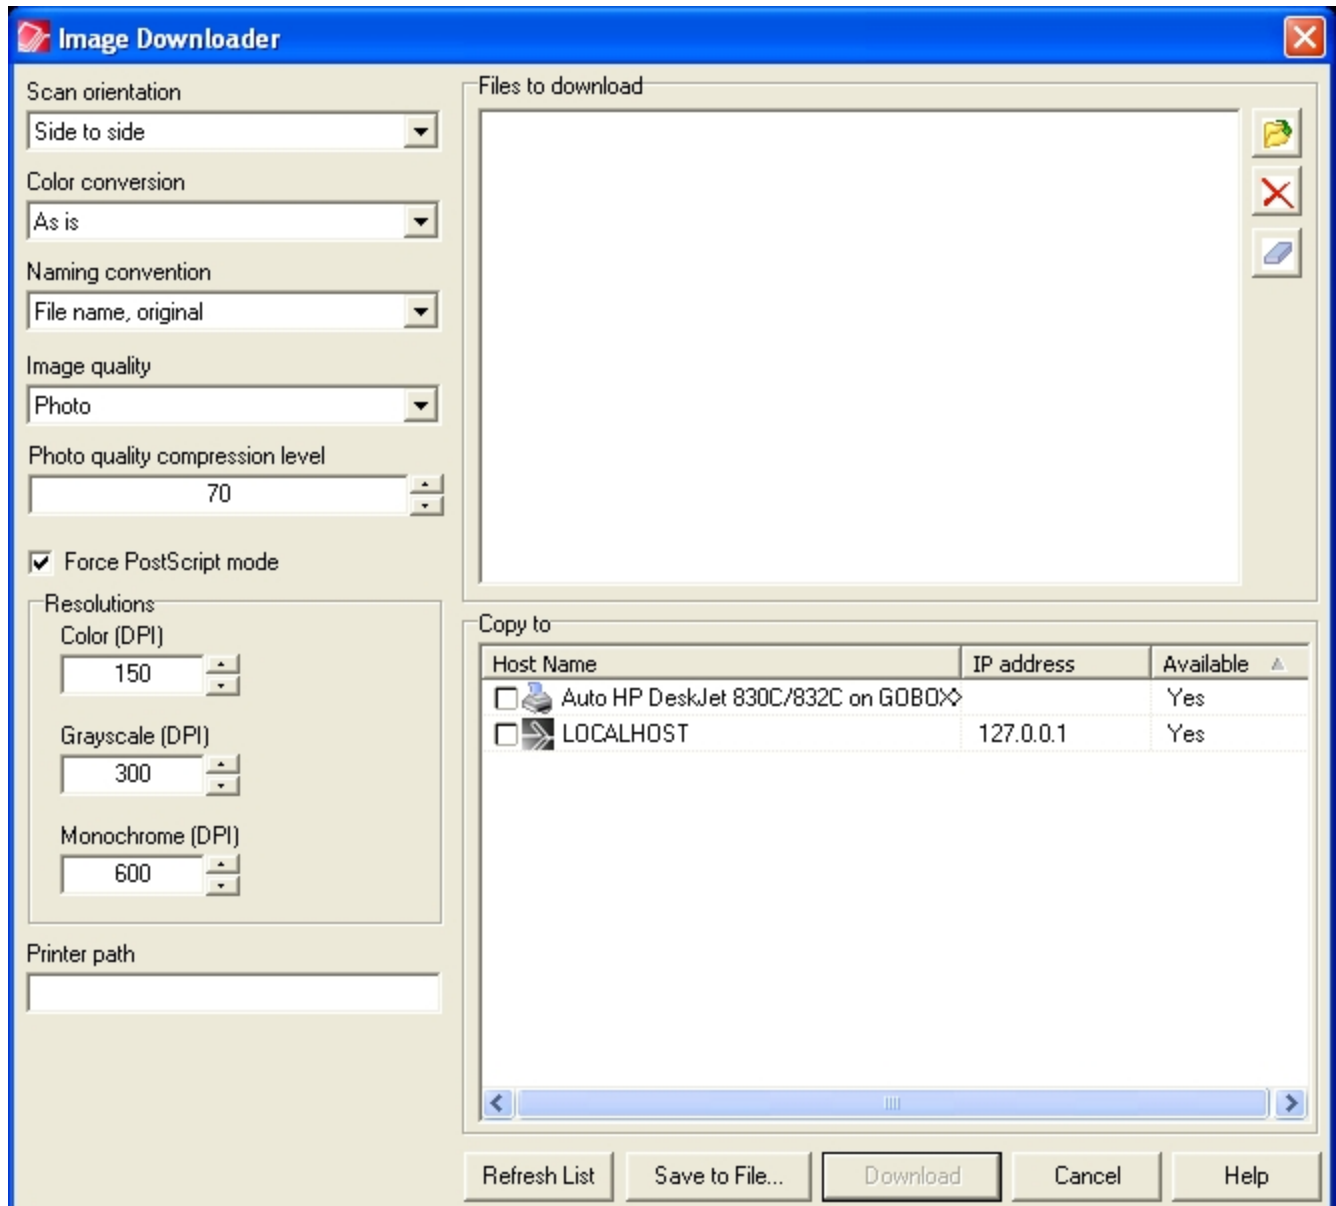 Image Downloader
Scan orientation
Side to side
Color conversion
As is
Naming convention
File name, original
Image quality
Photo
Photo quality compression level
70
Force PostScript mode
Resolutions
Color (DPI)
150
Grayscale (DPI)
300
Monochrome (DPI)
600
Printer path
Files to download
Copy to
Host Name IP address Available
Auto HP DeskJet 830C/832C on GOBOX Yes
LOCALHOST 127.0.0.1 Yes
Refresh List Save to File... Download Cancel Help